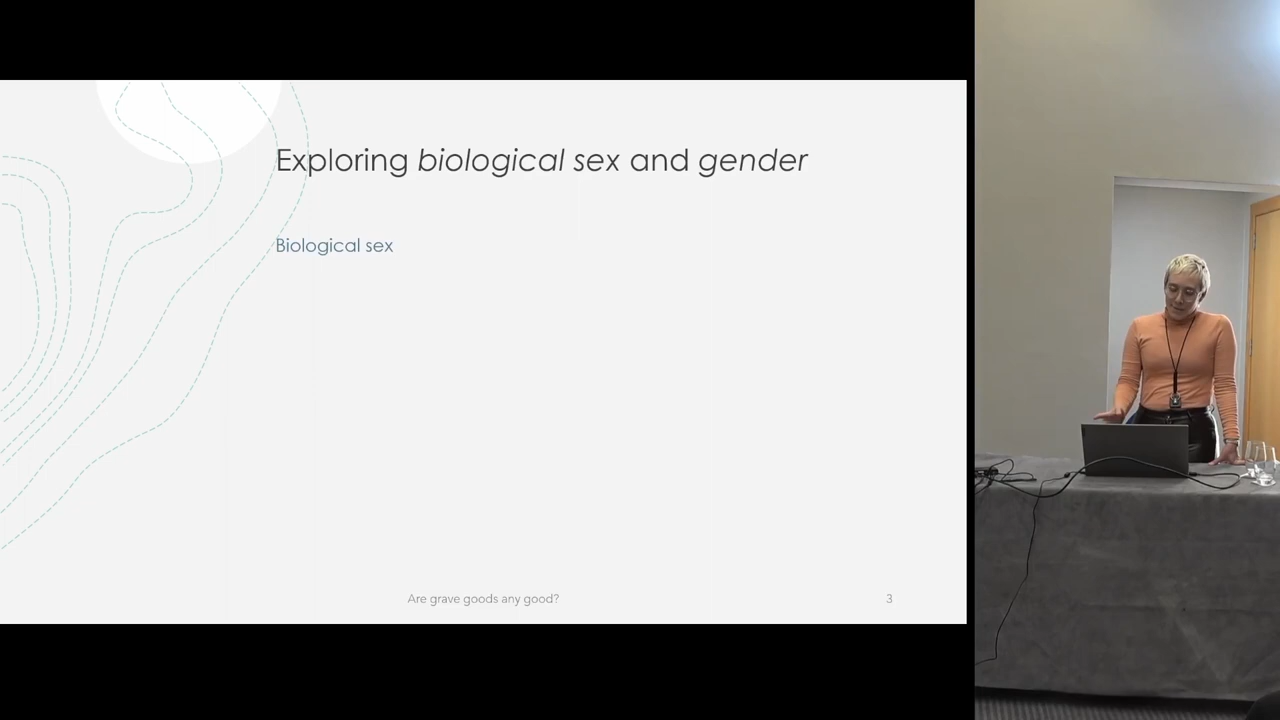 Exploring biological sex and gender
Biological sex
Are grave goods any good?
3